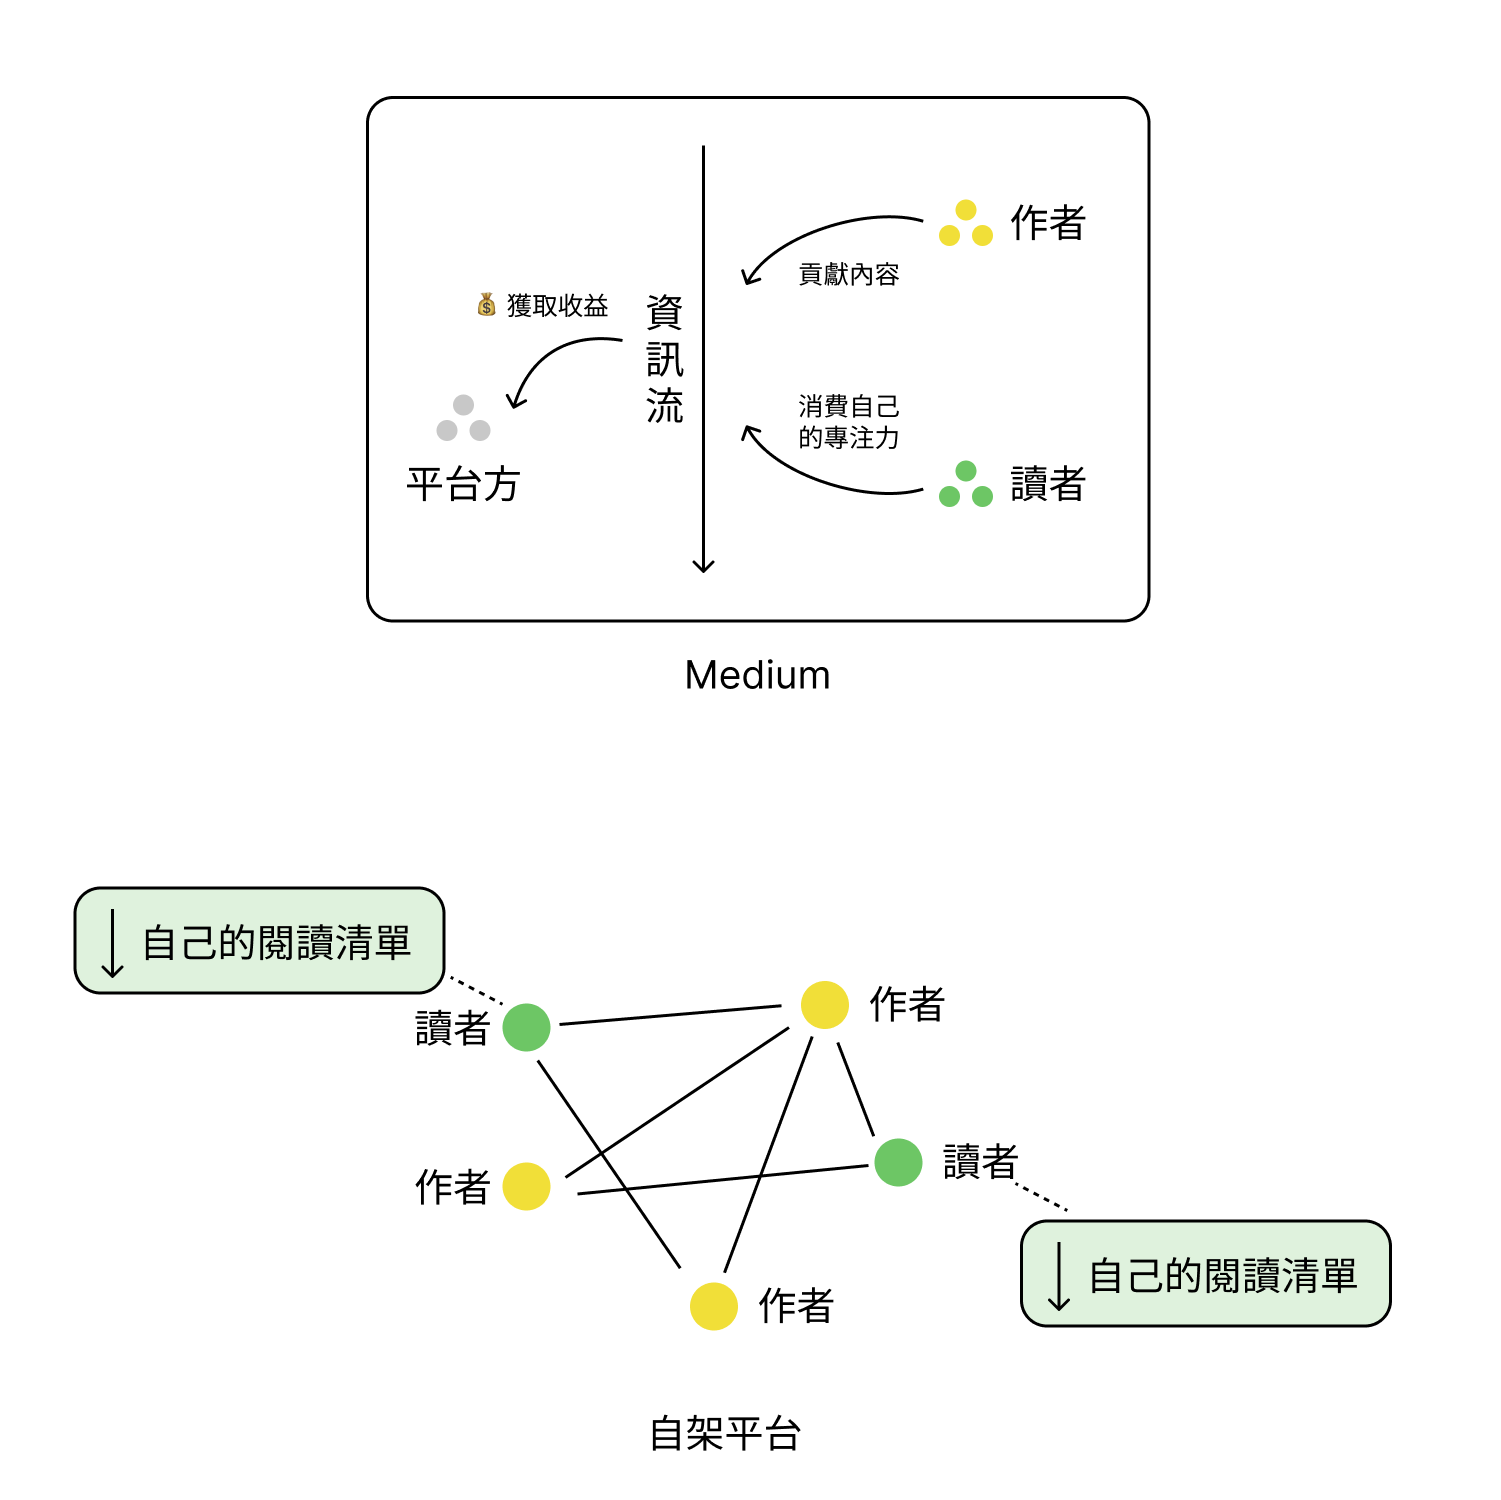 作者
貢獻內容
💰 獲取收益
資
訊
流
消費自己
的專注力
平台方
讀者
Medium
自己的閱讀清單
讀者
作者
讀者
作者
自己的閱讀清單
作者
自架平台